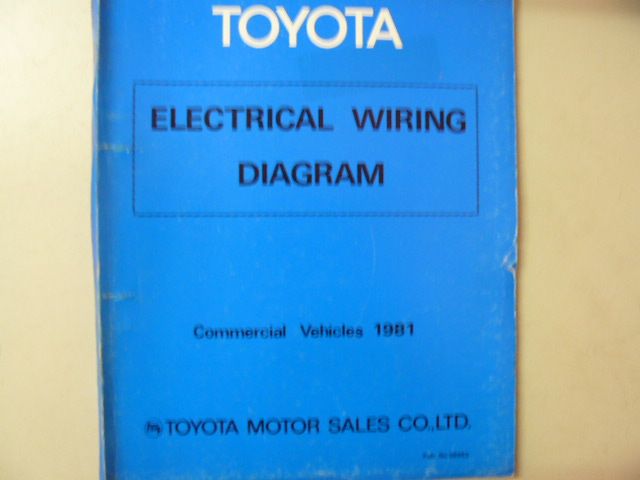 TOYOTA
ELECTRICAL WIRING
DIAGRAM
Commercial Vehicles 1981
TOYOTA MOTOR SALES CO.,LTD.